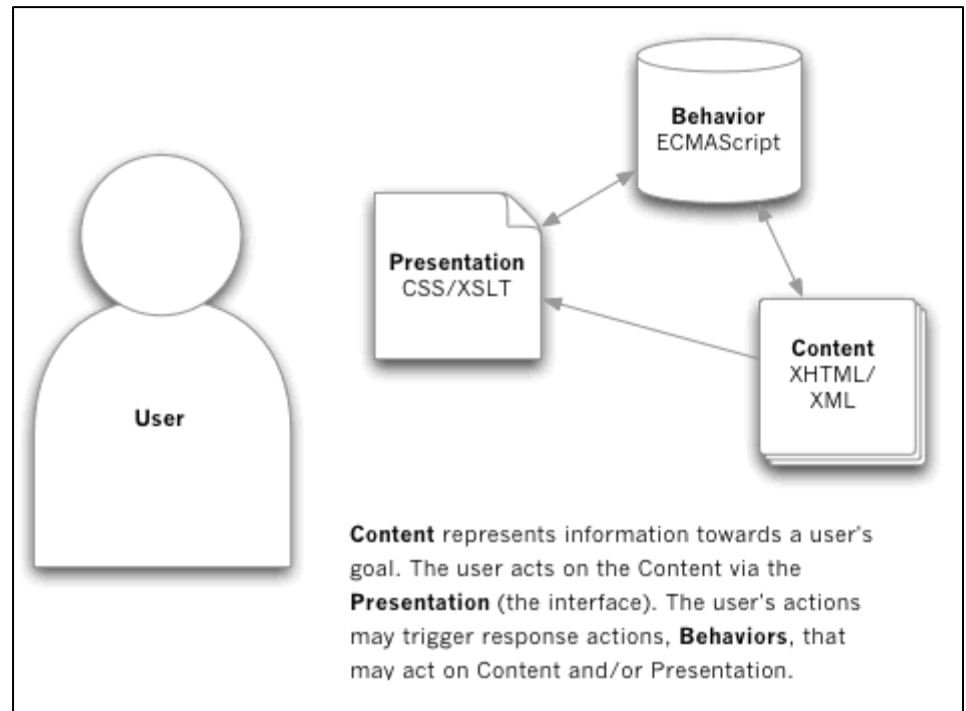 Behavior
ECMAScript
Presentation
CSS/XSLT
Content
XHTML/
XML
User
Content represents information towards a user's
goal. The user acts on the Content via the
Presentation (the interface). The user's actions
may trigger response actions, Behaviors, that
may act on Content and/or Presentation.